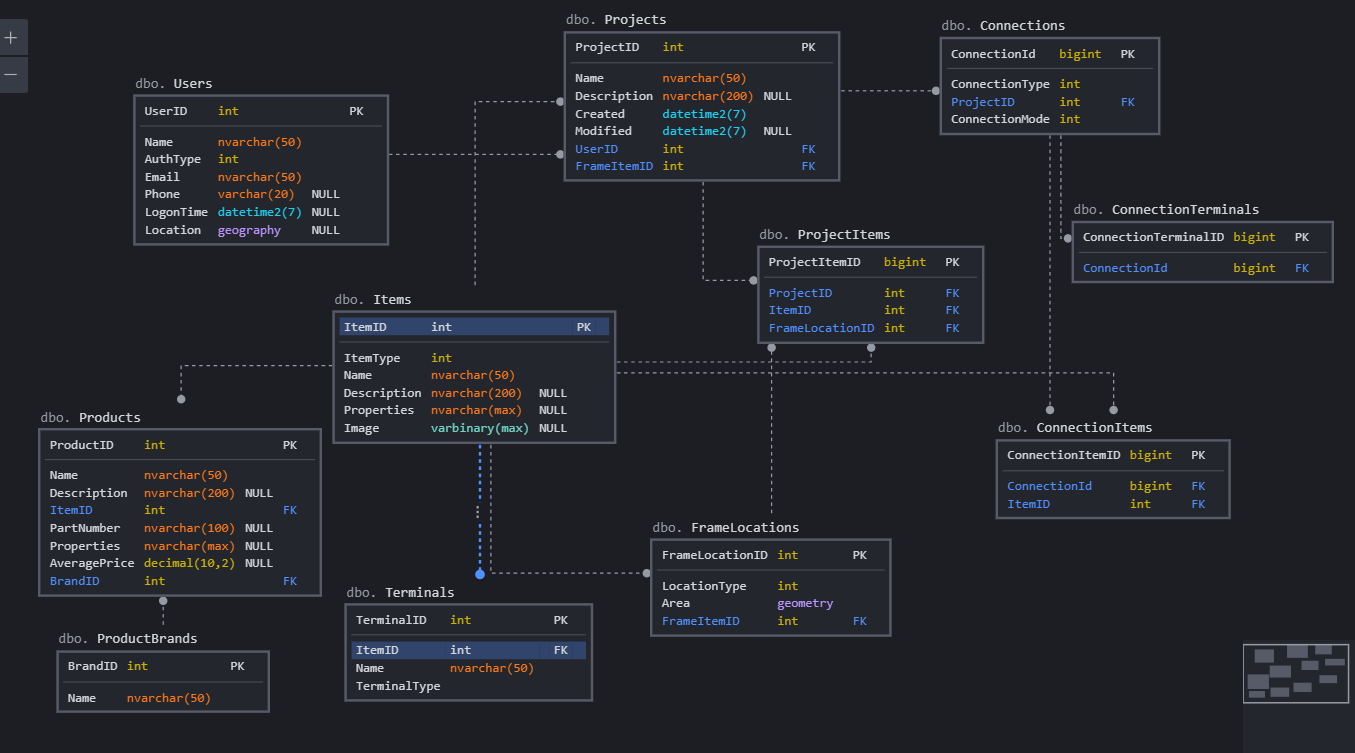 +
−
dbo. Users
UserID int PK
Name nvarchar(50)
AuthType int
Email nvarchar(50)
Phone varchar(20) NULL
LogonTime datetime2(7) NULL
Location geography NULL
dbo. Projects
ProjectID int PK
Name nvarchar(50)
Description nvarchar(200) NULL
Created datetime2(7)
Modified datetime2(7) NULL
UserID int FK
FrameItemID int FK
dbo. Connections
ConnectionId bigint PK
ConnectionType int
ProjectID int FK
ConnectionMode int
dbo. ConnectionTerminals
ConnectionTerminalID bigint PK
ConnectionId bigint FK
dbo. ProjectItems
ProjectItemID bigint PK
ProjectID int FK
ItemID int FK
FrameLocationID int FK
dbo. Items
ItemID int PK
ItemType int
Name nvarchar(50)
Description nvarchar(200) NULL
Properties nvarchar(max) NULL
Image varbinary(max) NULL
dbo. Products
ProductID int PK
Name nvarchar(50)
Description nvarchar(200) NULL
ItemID int FK
PartNumber nvarchar(100) NULL
Properties nvarchar(max) NULL
AveragePrice decimal(10,2) NULL
BrandID int FK
dbo. ConnectionItems
ConnectionItemID bigint PK
ConnectionId bigint FK
ItemID int FK
dbo. FrameLocations
FrameLocationID int PK
LocationType int
Area geometry
FrameItemID int FK
dbo. Terminals
TerminalID int PK
ItemID int FK
Name nvarchar(50)
TerminalType
dbo. ProductBrands
BrandID int PK
Name nvarchar(50)